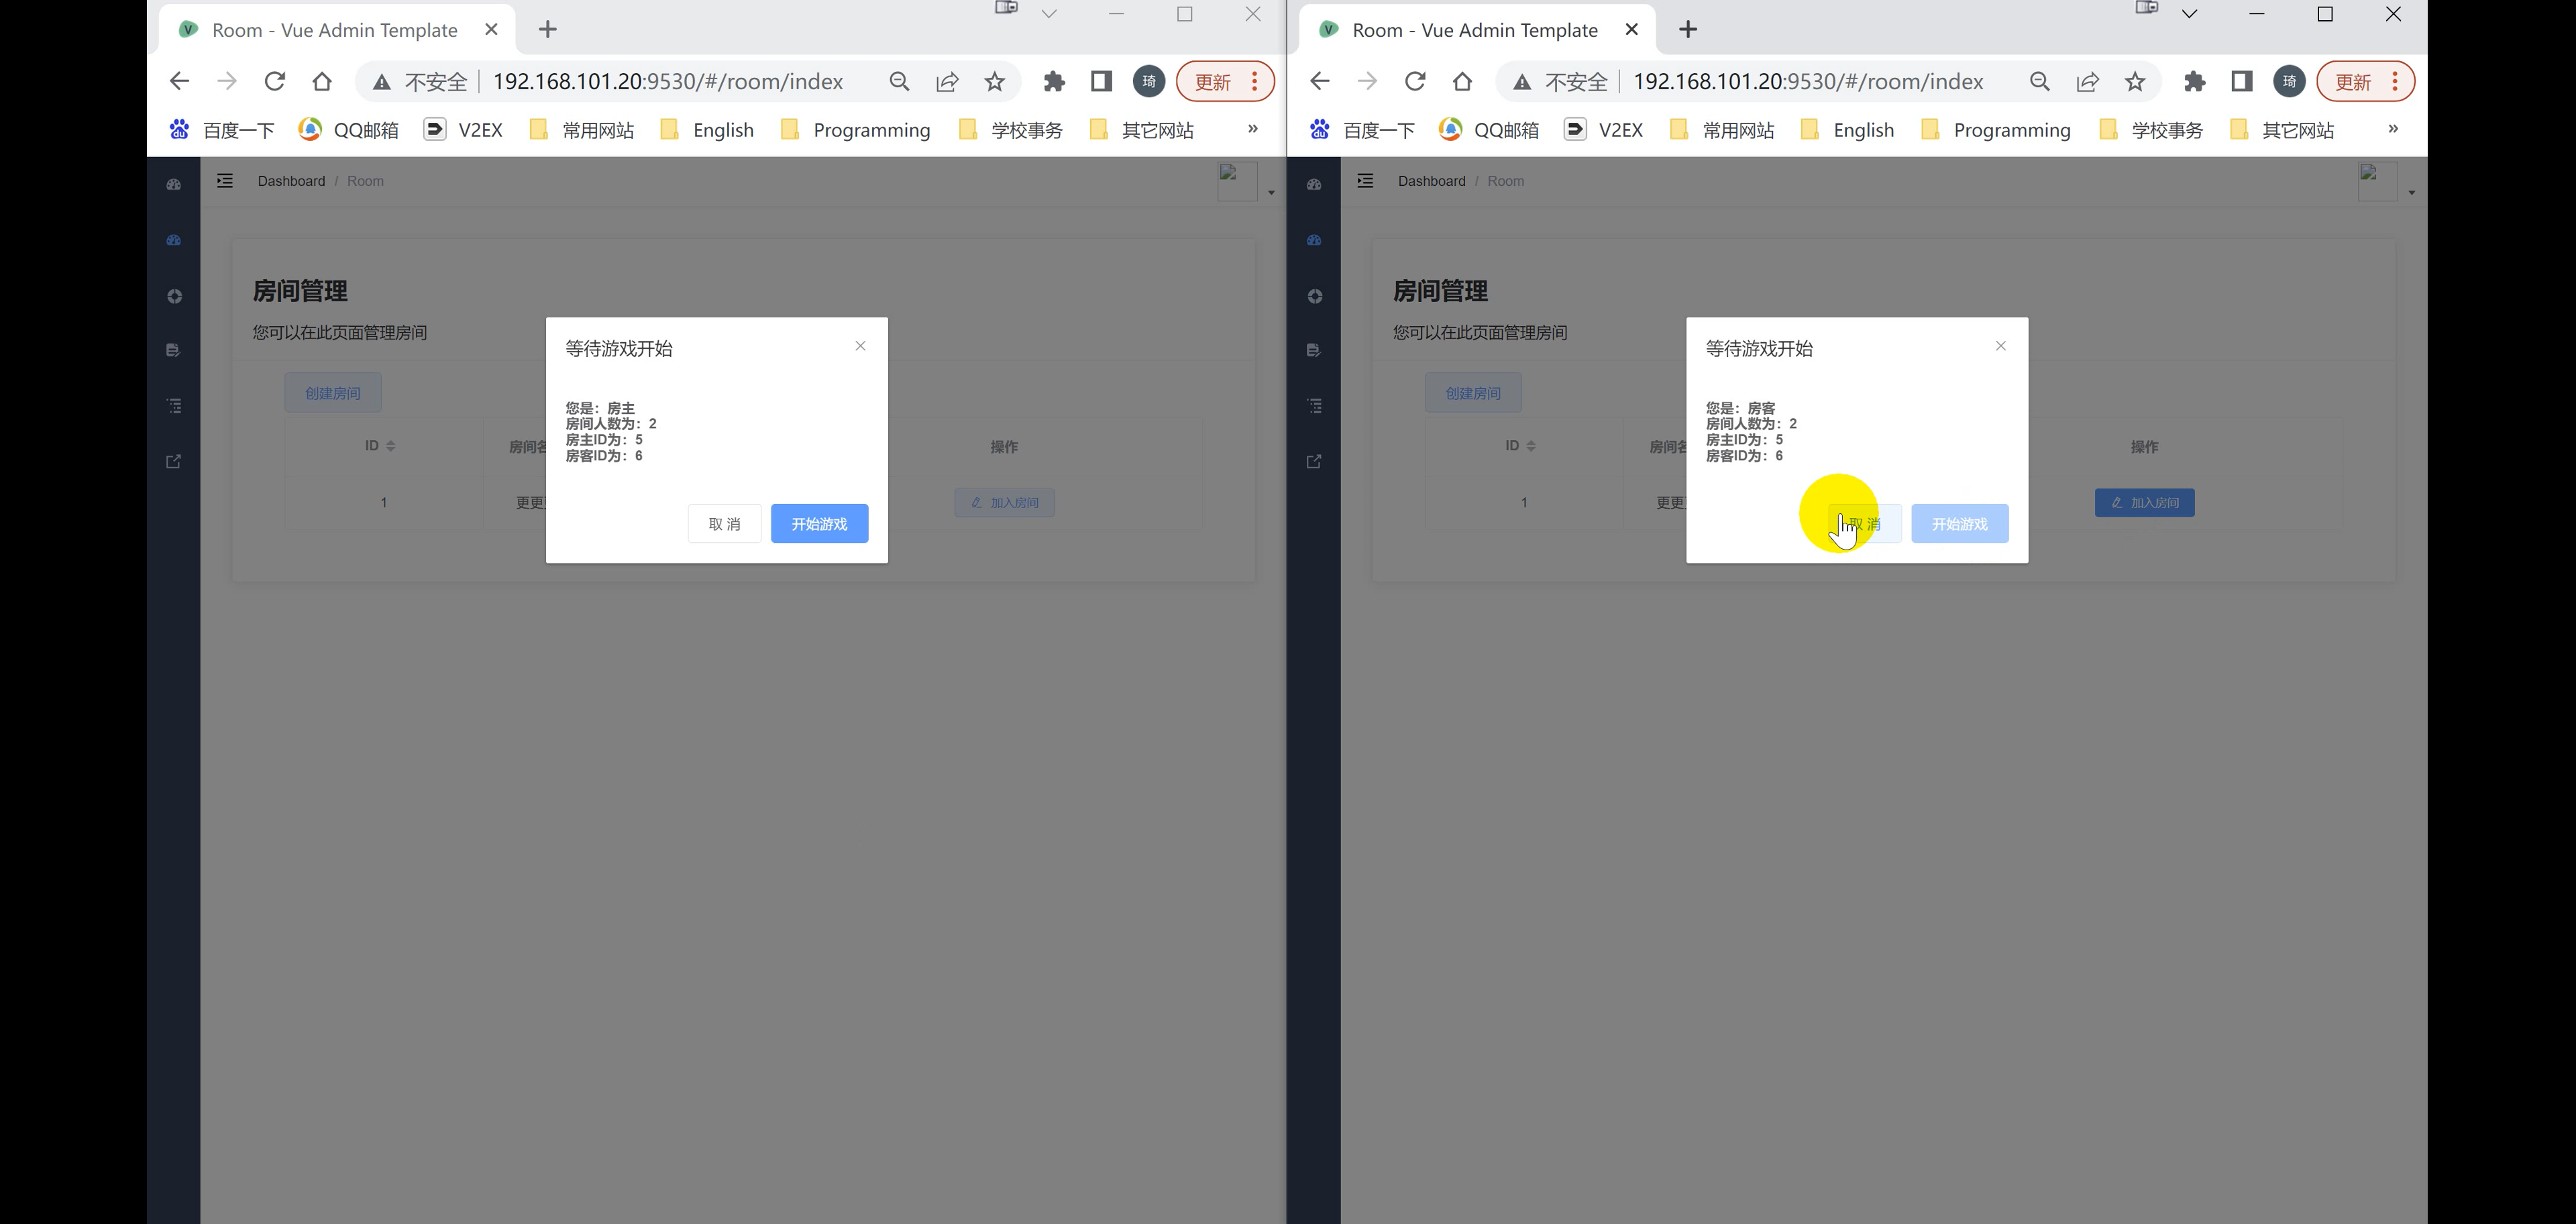 Room - Vue Admin Template
不安全 192.168.101.20:9530/#/room/index 琦 更新
百度一下 QQ邮箱 V2EX 常用网站 English Programming 学校事务 其它网站 »
Dashboard / Room
房间管理
您可以在此页面管理房间
创建房间
ID 房间名 操作
1 更更 加入房间
等待游戏开始
您是：房主
房间人数为：2
房主ID为：5
房客ID为：6
取 消 开始游戏
Room - Vue Admin Template
不安全 192.168.101.20:9530/#/room/index 琦 更新
百度一下 QQ邮箱 V2EX 常用网站 English Programming 学校事务 其它网站 »
Dashboard / Room
房间管理
您可以在此页面管理房间
创建房间
ID 房间名 操作
1 更更 加入房间
等待游戏开始
您是：房客
房间人数为：2
房主ID为：5
房客ID为：6
取 消 开始游戏